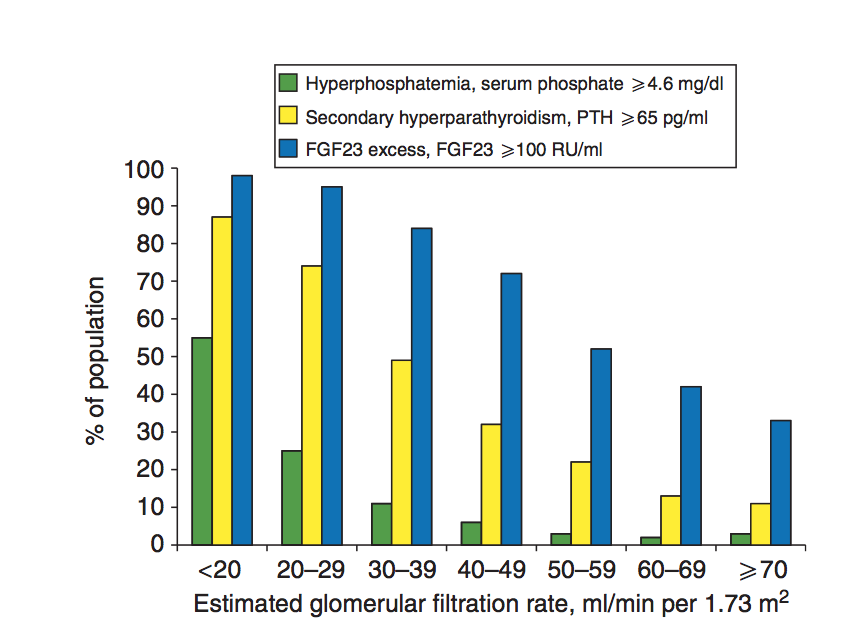 Hyperphosphatemia, serum phosphate ⩾4.6 mg/dl
Secondary hyperparathyroidism, PTH ⩾65 pg/ml
FGF23 excess, FGF23 ⩾100 RU/ml
% of population
100
90
80
70
60
50
40
30
20
10
0
<20 20–29 30–39 40–49 50–59 60–69 ⩾70
Estimated glomerular filtration rate, ml/min per 1.73 m²